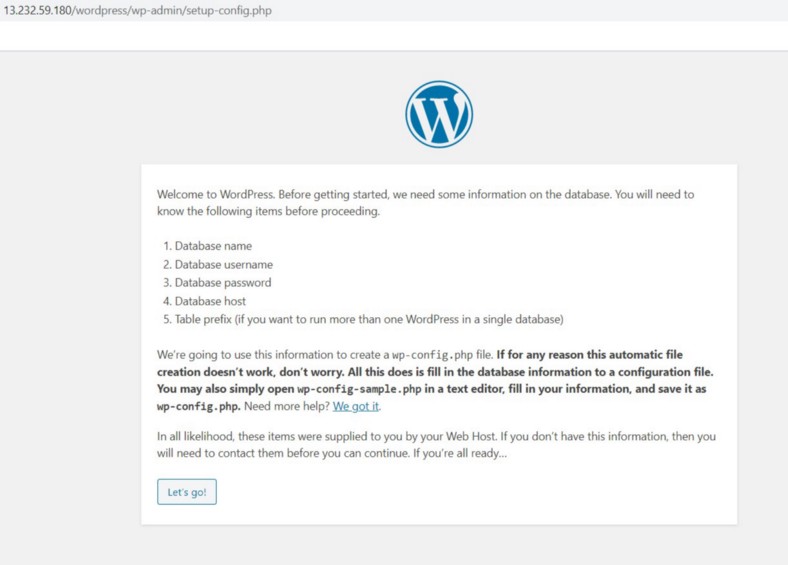 13.232.59.180/wordpress/wp-admin/setup-config.php
W
Welcome to WordPress. Before getting started, we need some information on the database. You will need to
know the following items before proceeding.
1. Database name
2. Database username
3. Database password
4. Database host
5. Table prefix (if you want to run more than one WordPress in a single database)
We're going to use this information to create a wp-config.php file. If for any reason this automatic file
creation doesn't work, don't worry. All this does is fill in the database information to a configuration file.
You may also simply open wp-config-sample.php in a text editor, fill in your information, and save it as
wp-config.php. Need more help? We got it.
In all likelihood, these items were supplied to you by your Web Host. If you don't have this information, then you
will need to contact them before you can continue. If you're all ready...
Let's go!